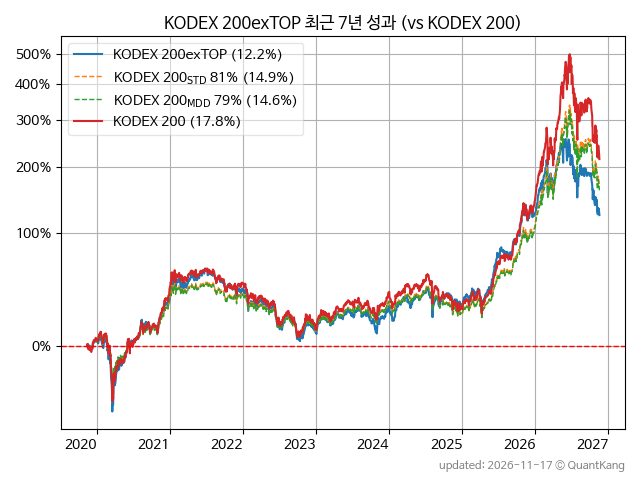 KODEX 200exTOP 최근 7년 성과 (vs KODEX 200)
500%
400%
300%
200%
100%
0%
KODEX 200exTOP (12.2%)
KODEX 200STD 81% (14.9%)
KODEX 200MDD 79% (14.6%)
KODEX 200 (17.8%)
2020 2021 2022 2023 2024 2025 2026 2027
updated: 2026-11-17 © QuantKang